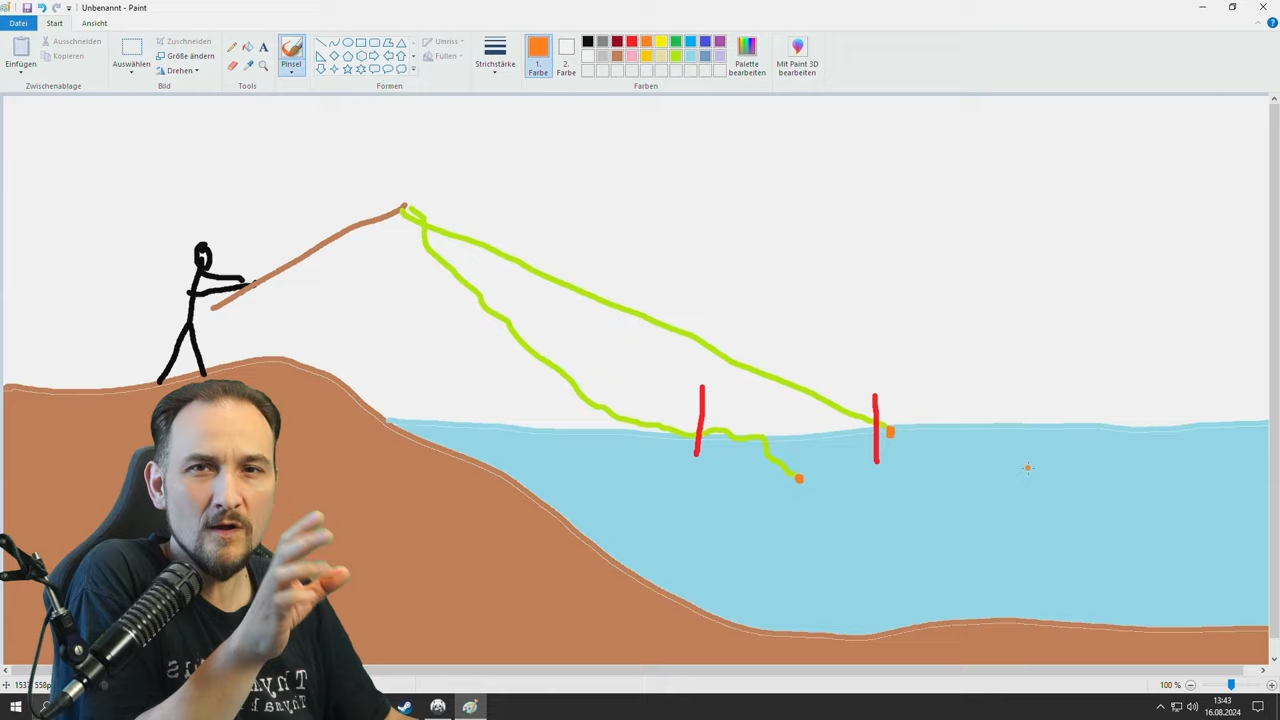 Unbenannt - Paint
Datei
Start
Ansicht
Einfügen
Ausschneiden
Kopieren
Zwischenablage
Auswählen
Zuschneiden
Größe ändern
Drehen
Bild
Tools
Pinsel
Formen
Umriss
Füllen
Strichstärke
1.
Farbe
2.
Farbe
Palette
bearbeiten
Mit Paint 3D
bearbeiten
Farben
100 %
13:43
16.08.2024